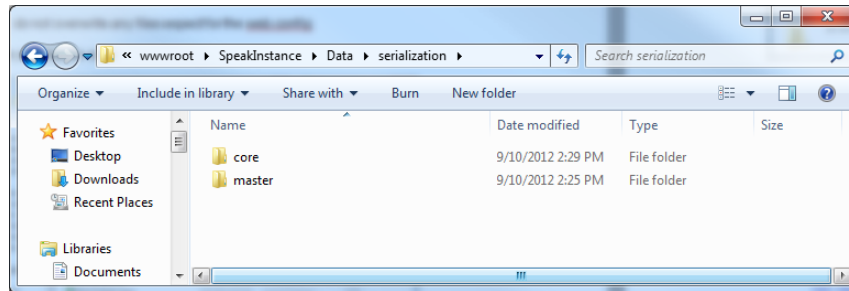 « wwwroot ▸ SpeakInstance ▸ Data ▸ serialization ▸ Search serialization
Organize Include in library Share with Burn New folder
Name Date modified Type Size
Favorites
Desktop
Downloads
Recent Places
Libraries
Documents
core 9/10/2012 2:29 PM File folder
master 9/10/2012 2:25 PM File folder